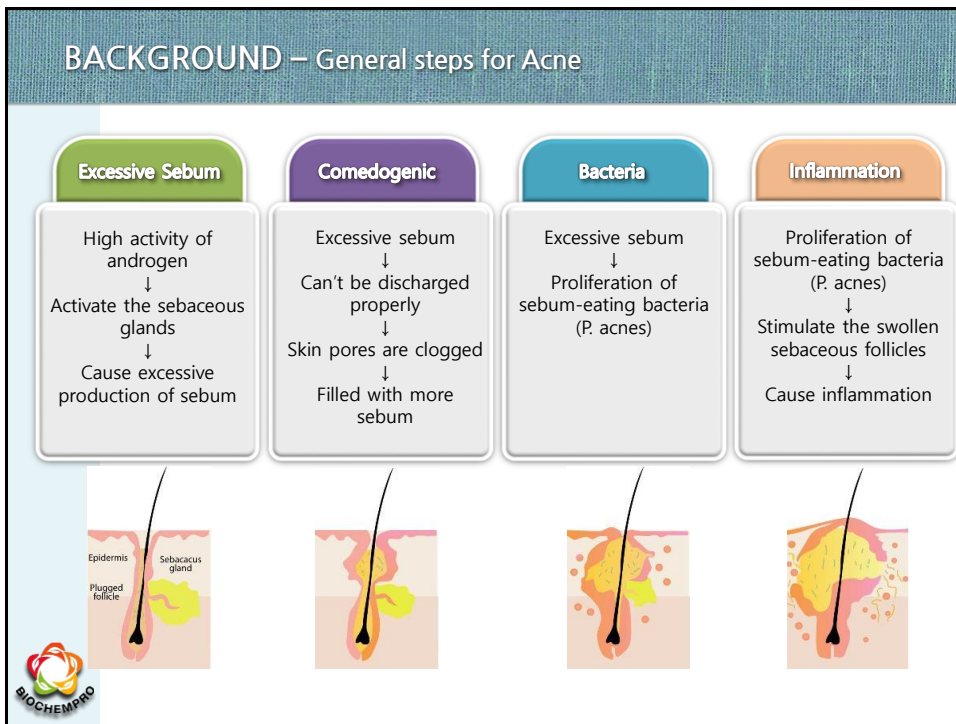 BACKGROUND – General steps for Acne
Excessive Sebum
High activity of
androgen
↓
Activate the sebaceous
glands
↓
Cause excessive
production of sebum
Comedogenic
Excessive sebum
↓
Can't be discharged
properly
↓
Skin pores are clogged
↓
Filled with more
sebum
Bacteria
Excessive sebum
↓
Proliferation of
sebum-eating bacteria
(P. acnes)
Inflammation
Proliferation of
sebum-eating bacteria
(P. acnes)
↓
Stimulate the swollen
sebaceous follicles
↓
Cause inflammation
Epidermis
Sebacacus
gland
Plugged
follicle
BIOCHEMPRO